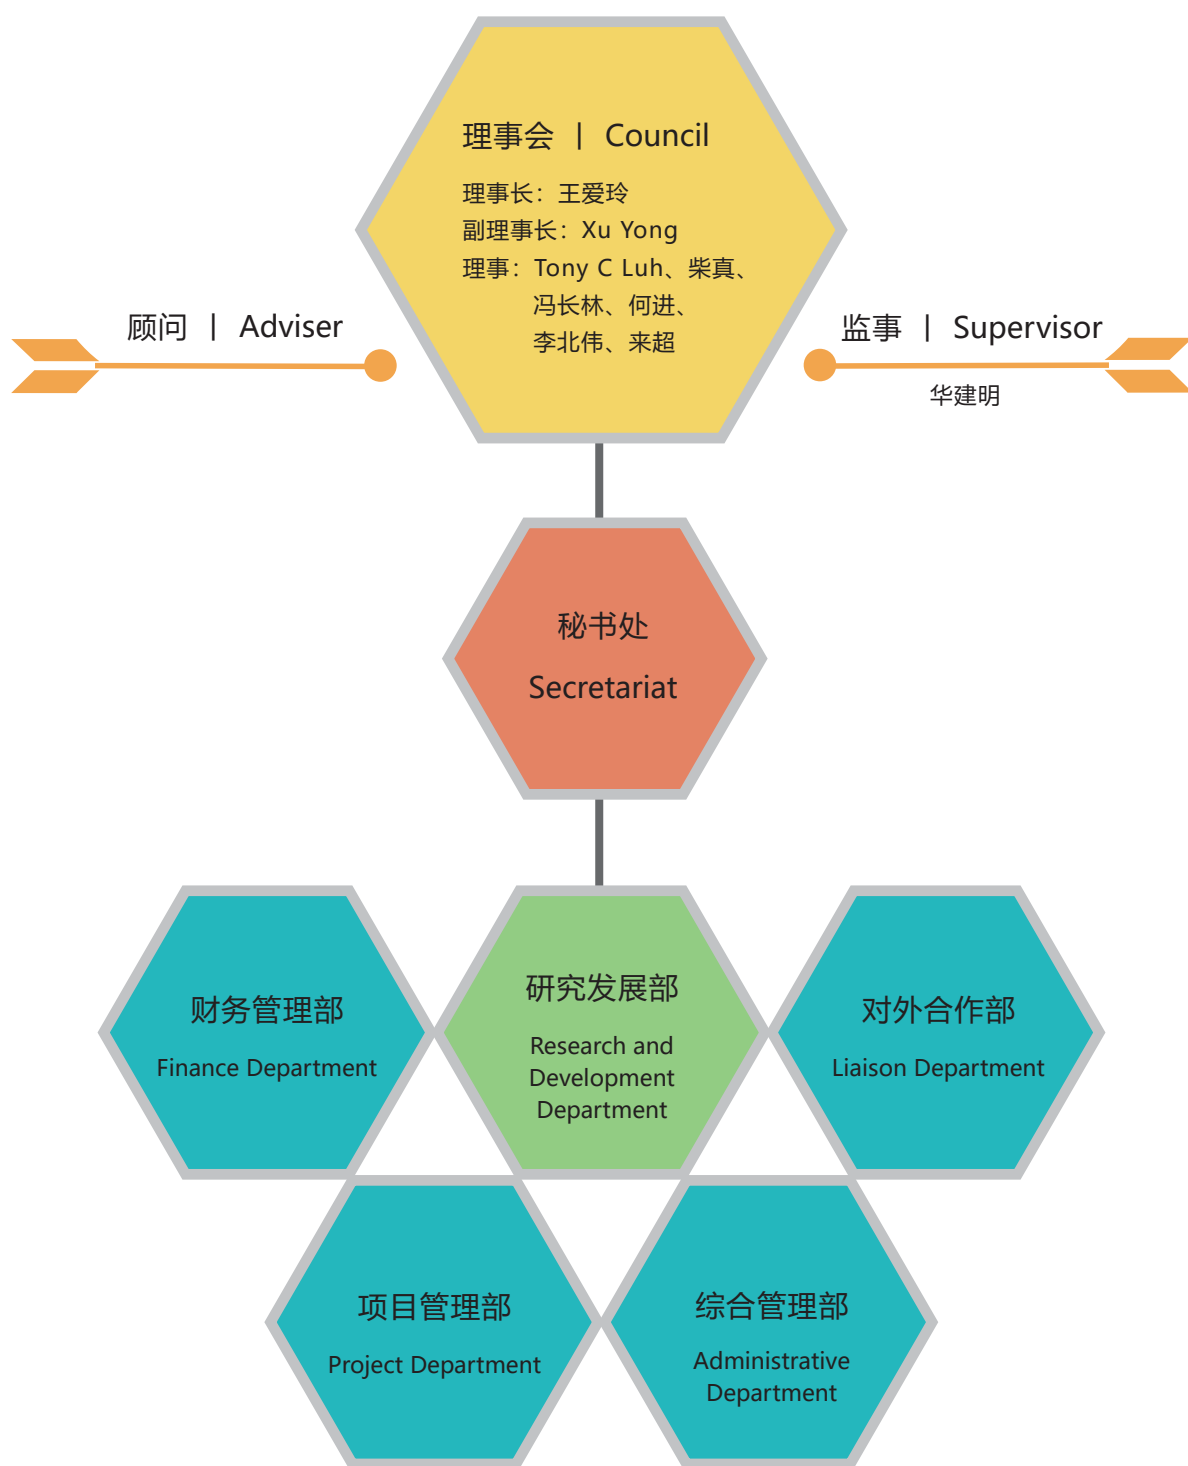 理事会 | Council
理事长：王爱玲
副理事长：Xu Yong
理事：Tony C Luh、柴真、
冯长林、何进、
李北伟、来超
顾问 | Adviser
监事 | Supervisor
华建明
秘书处
Secretariat
财务管理部
Finance Department
研究发展部
Research and
Development
Department
对外合作部
Liaison Department
项目管理部
Project Department
综合管理部
Administrative
Department